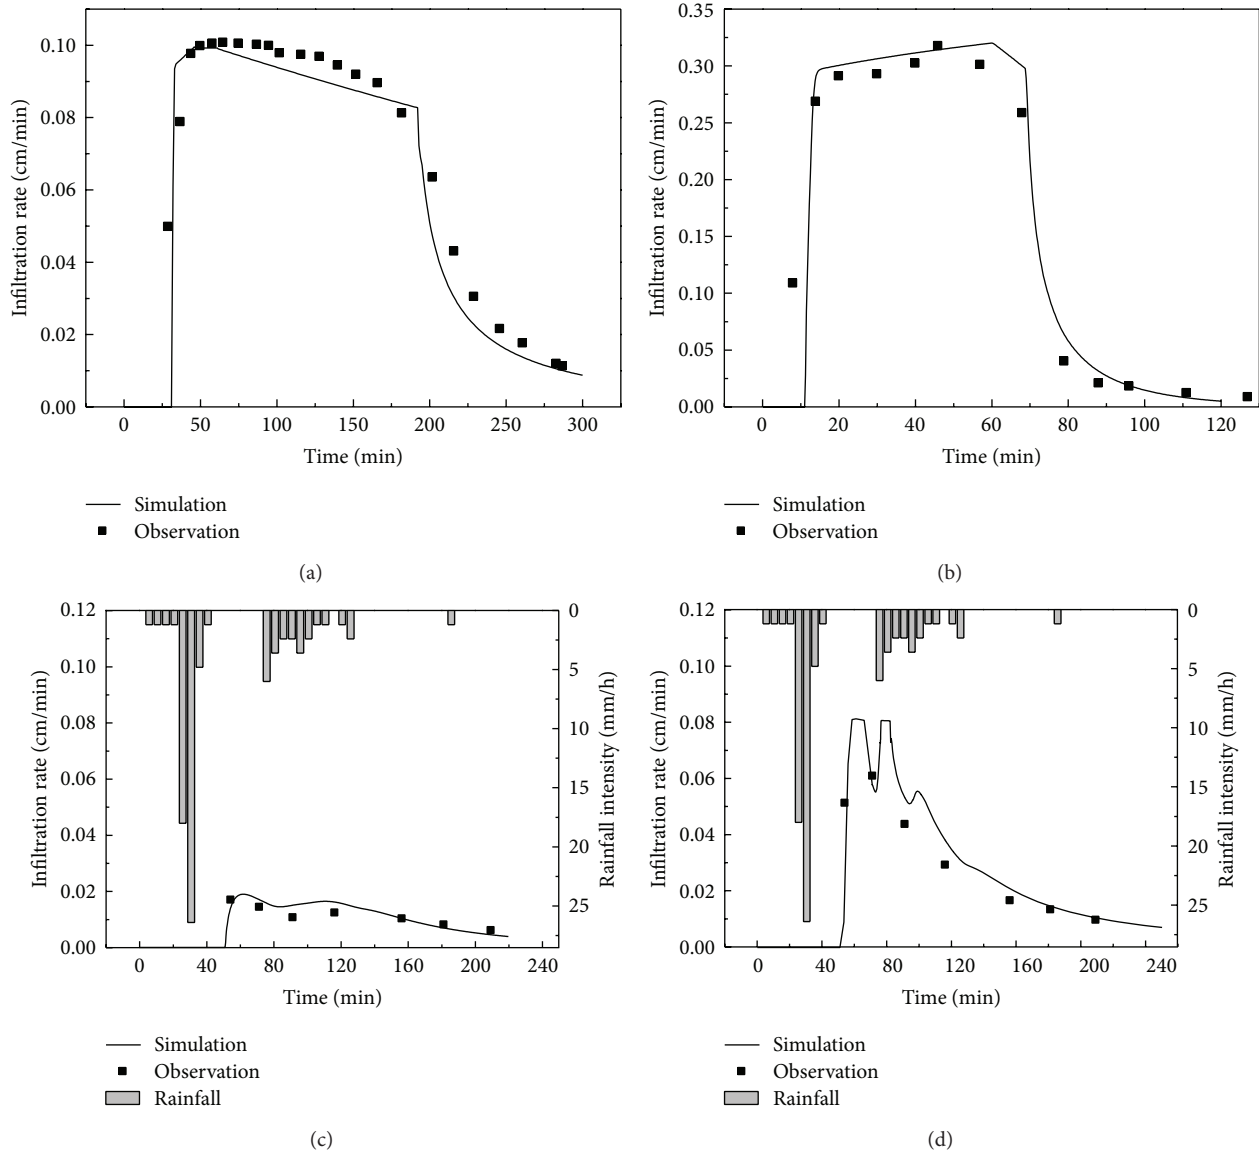 0.10
0.08
0.06
0.04
0.02
0.00
Infiltration rate (cm/min)
0 50 100 150 200 250 300
Time (min)
Simulation
Observation
(a)
0.35
0.30
0.25
0.20
0.15
0.10
0.05
0.00
Infiltration rate (cm/min)
0 20 40 60 80 100 120
Time (min)
Simulation
Observation
(b)
0.12
0.10
0.08
0.06
0.04
0.02
0.00
Infiltration rate (cm/min)
0
5
10
15
20
25
Rainfall intensity (mm/h)
0 40 80 120 160 200 240
Time (min)
Simulation
Observation
Rainfall
(c)
0.12
0.10
0.08
0.06
0.04
0.02
0.00
Infiltration rate (cm/min)
0
5
10
15
20
25
Rainfall intensity (mm/h)
0 40 80 120 160 200 240
Time (min)
Simulation
Observation
Rainfall
(d)